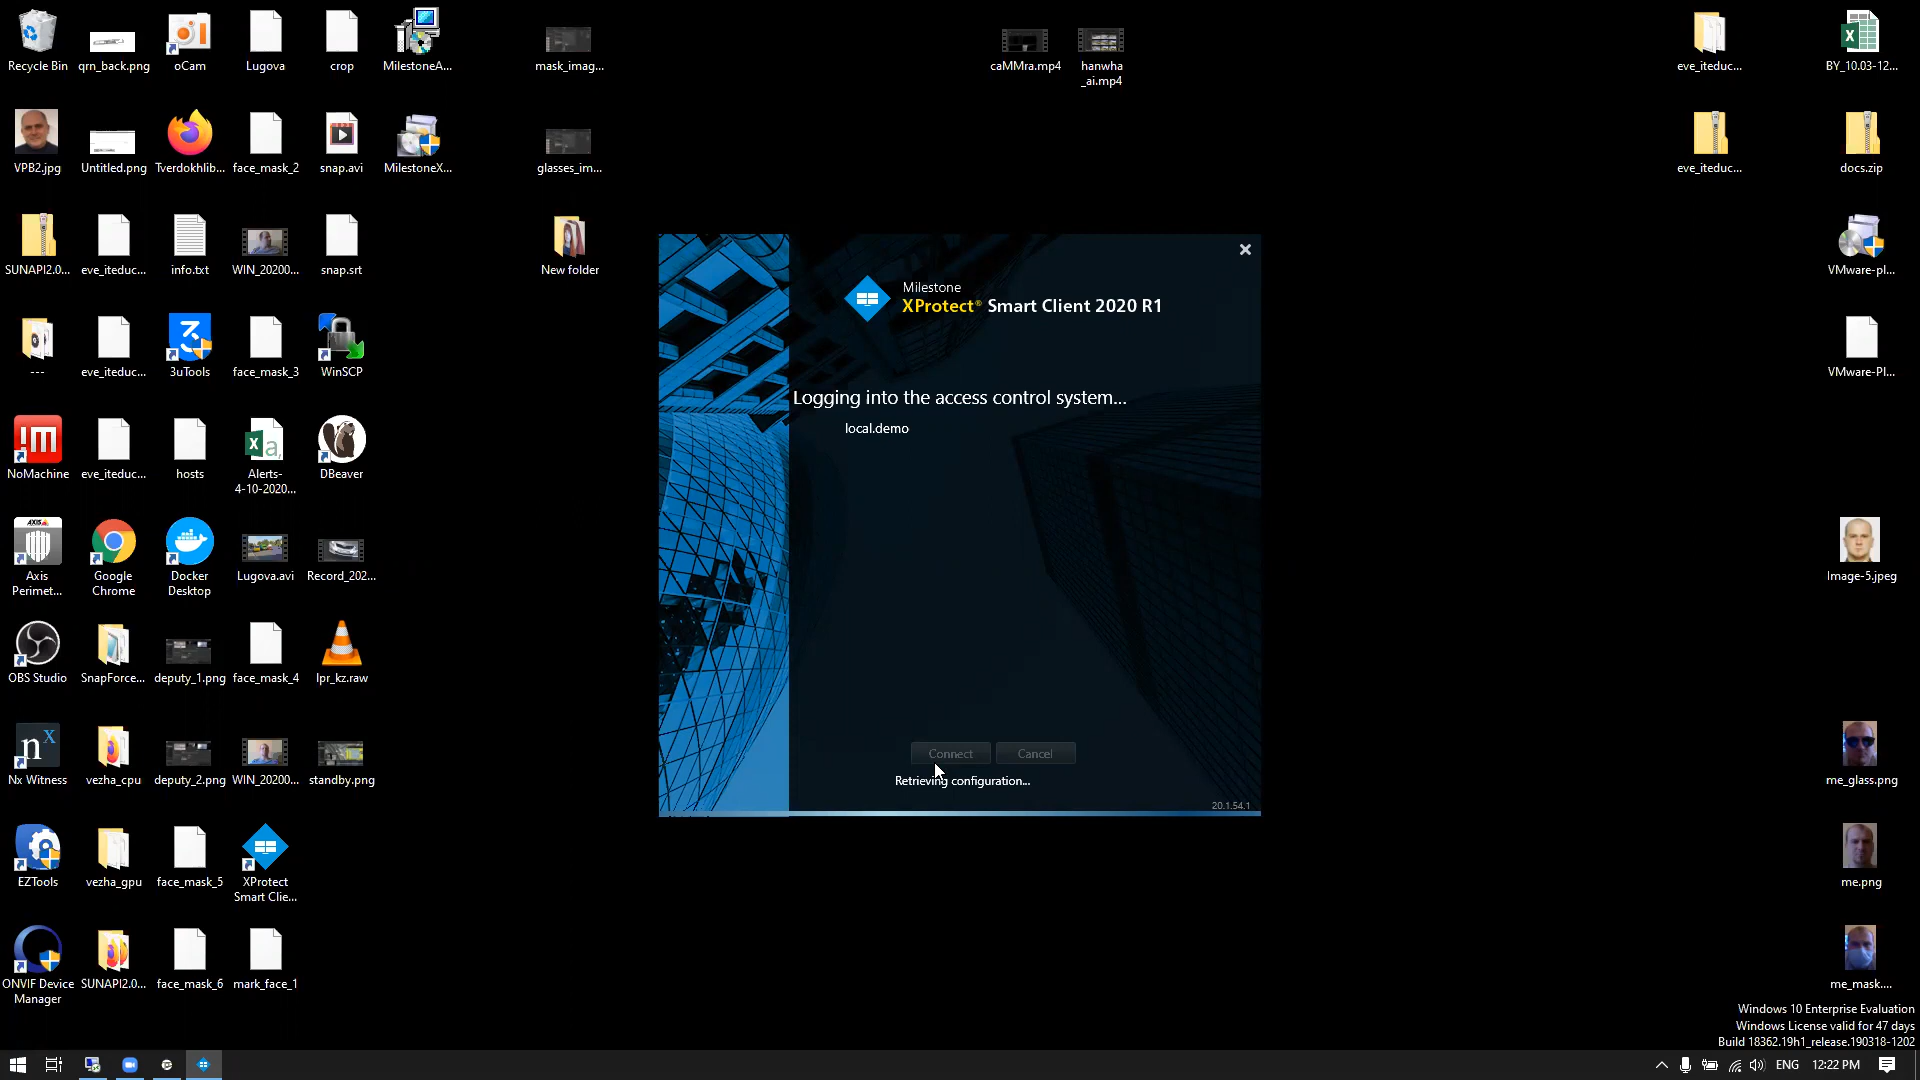 Recycle Bin
qrn_back.png
oCam
Lugova
crop
MilestoneA...
mask_imag...
caMMra.mp4
hanwha
_ai.mp4
eve_iteduc...
BY_10.03-12...
VPB2.jpg
Untitled.png
Tverdokhlib...
face_mask_2
snap.avi
MilestoneX...
glasses_im...
eve_iteduc...
docs.zip
SUNAPI2.0...
eve_iteduc...
info.txt
WIN_20200...
snap.srt
New folder
VMware-pl...
Milestone
XProtect® Smart Client 2020 R1
---
eve_iteduc...
3uTools
face_mask_3
WinSCP
VMware-Pl...
Logging into the access control system...
local.demo
NoMachine
eve_iteduc...
hosts
Alerts-
4-10-2020...
DBeaver
AXIS
Axis
Perimet...
Google
Chrome
Docker
Desktop
Lugova.avi
Record_202...
Image-5.jpeg
OBS Studio
SnapForce...
deputy_1.png
face_mask_4
lpr_kz.raw
Connect
Cancel
Retrieving configuration...
20.1.54.1
Nx Witness
vezha_cpu
deputy_2.png
WIN_20200...
standby.png
me_glass.png
EZTools
vezha_gpu
face_mask_5
XProtect
Smart Clie...
me.png
ONVIF Device
Manager
SUNAPI2.0...
face_mask_6
mark_face_1
me_mask....
Windows 10 Enterprise Evaluation
Windows License valid for 47 days
Build 18362.19h1_release.190318-1202
ENG
12:22 PM